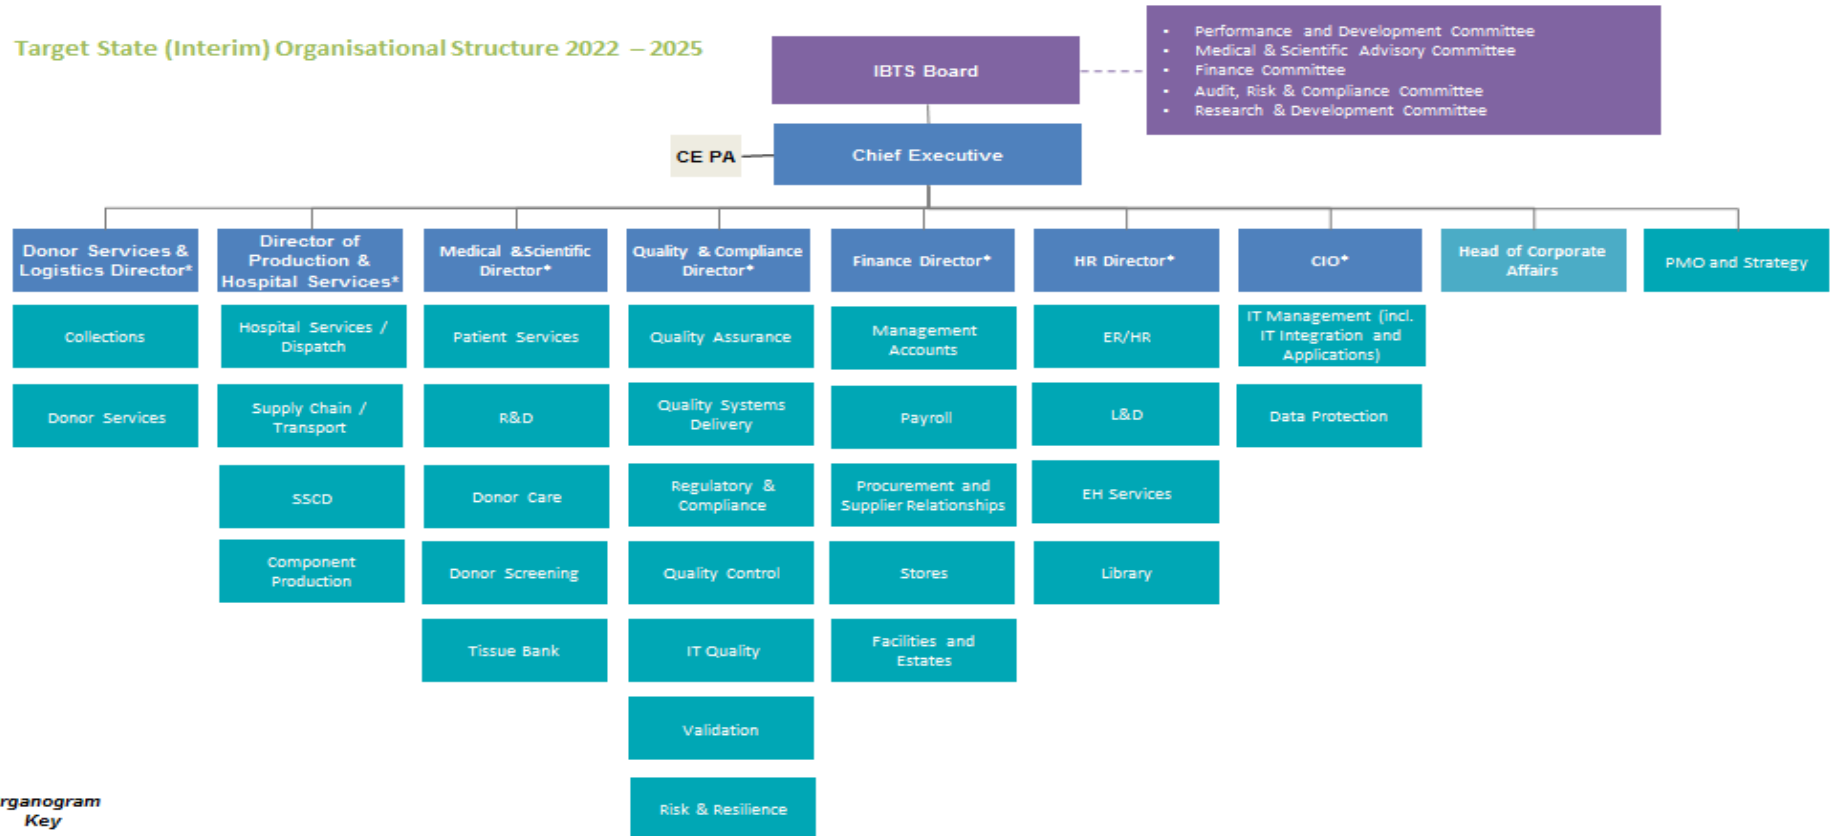 Target State (Interim) Organisational Structure 2022 – 2025
IBTS Board
• Performance and Development Committee
• Medical & Scientific Advisory Committee
• Finance Committee
• Audit, Risk & Compliance Committee
• Research & Development Committee
CE PA
Chief Executive
Donor Services &
Logistics Director*
Director of
Production &
Hospital Services*
Medical &Scientific
Director*
Quality & Compliance
Director*
Finance Director*
HR Director*
CIO*
Head of Corporate
Affairs
PMO and Strategy
Collections
Hospital Services /
Dispatch
Patient Services
Quality Assurance
Management
Accounts
ER/HR
IT Management (incl.
IT Integration and
Applications)
Donor Services
Supply Chain /
Transport
R&D
Quality Systems
Delivery
Payroll
L&D
Data Protection
SSCD
Donor Care
Regulatory &
Compliance
Procurement and
Supplier Relationships
EH Services
Component
Production
Donor Screening
Quality Control
Stores
Library
Tissue Bank
IT Quality
Facilities and
Estates
Validation
Risk & Resilience
rganogram
Key